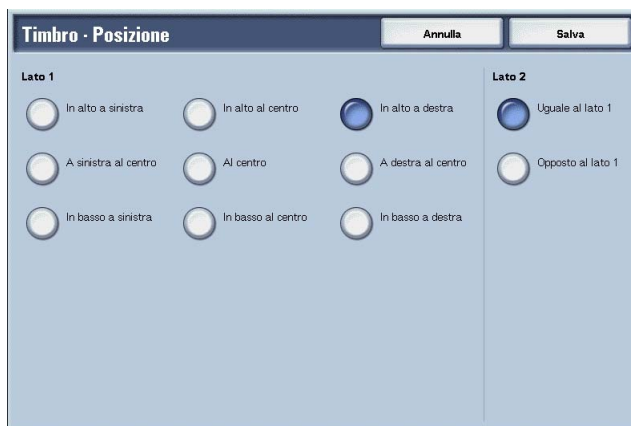 Timbro - Posizione
Annulla
Salva
Lato 1
Lato 2
In alto a sinistra
In alto al centro
In alto a destra
Uguale al lato 1
A sinistra al centro
Al centro
A destra al centro
Opposto al lato 1
In basso a sinistra
In basso al centro
In basso a destra